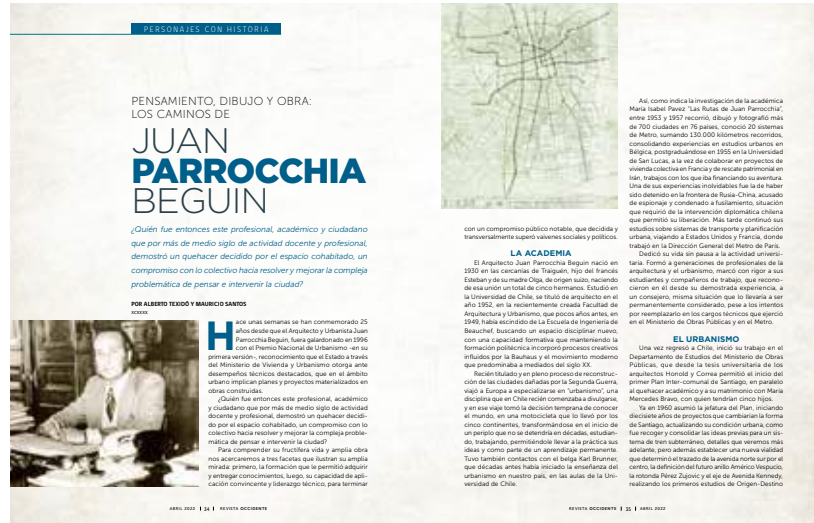 PERSONAJES CON HISTORIA
PENSAMIENTO, DIBUJO Y OBRA:
LOS CAMINOS DE
JUAN
PARROCCHIA
BEGUIN
¿Quién fue entonces este profesional, académico y ciudadano
que por más de medio siglo de actividad docente y profesional,
demostró un quehacer decidido por el espacio cohabitado, un
compromiso con lo colectivo hacia resolver y mejorar la compleja
problemática de pensar e intervenir la ciudad?
POR ALBERTO TEXIDÓ Y MAURICIO SANTOS
xcxxxx
Hace unas semanas se han conmemorado 25
años desde que el Arquitecto y Urbanista Juan
Parrocchia Beguin, fuera galardonado en 1996
con el Premio Nacional de Urbanismo -en su
primera versión-, reconocimiento que el Estado a través
del Ministerio de Vivienda y Urbanismo otorga ante
desempeños técnicos destacados, que en el ámbito
urbano implican planes y proyectos materializados en
obras construidas.
¿Quién fue entonces este profesional, académico
y ciudadano que por más de medio siglo de actividad
docente y profesional, demostró un quehacer decidi-
do por el espacio cohabitado, un compromiso con lo
colectivo hacia resolver y mejorar la compleja proble-
mática de pensar e intervenir la ciudad?
Para comprender su fructífera vida y amplia obra
nos acercaremos a tres facetas que ilustran su amplia
mirada: primero, la formación que le permitió adquirir
y entregar conocimientos, luego, su capacidad de apli-
cación convincente y liderazgo técnico, para terminar
ABRIL 2022 | 34 | REVISTA OCCIDENTE
con un compromiso público notable, que decidida y
transversalmente superó vaivenes sociales y políticos.
LA ACADEMIA
El Arquitecto Juan Parrocchia Beguin nació en
1930 en las cercanías de Traiguén, hijo del francés
Esteban y de su madre Olga, de origen suizo, naciendo
de esa unión un total de cinco hermanos. Estudió en
la Universidad de Chile, se tituló de arquitecto en el
año 1952, en la recientemente creada Facultad de
Arquitectura y Urbanismo, que pocos años antes, en
1949, había escindido de La Escuela de Ingeniería de
Beauchef, buscando un espacio disciplinar nuevo,
con una capacidad formativa que manteniendo la
formación politécnica incorporó procesos creativos
influidos por la Bauhaus y el movimiento moderno
que predominaba a mediados del siglo XX.
Recién titulado y en pleno proceso de reconstruc-
ción de las ciudades dañadas por la Segunda Guerra,
viajó a Europa a especializarse en "urbanismo", una
disciplina que en Chile recién comenzaba a divulgarse,
y en ese viaje tomó la decisión temprana de conocer
el mundo, en una motocicleta que lo llevó por los
cinco continentes, transformándose en el inicio de
un periplo que no se detendría en décadas, estudian-
do, trabajando, permitiéndole llevar a la práctica sus
ideas y como parte de un aprendizaje permanente.
Tuvo también contactos con el belga Karl Brunner,
que décadas antes había iniciado la enseñanza del
urbanismo en nuestro país, en las aulas de la Uni-
versidad de Chile.
Así, como indica la investigación de la académica
María Isabel Pavez "Las Rutas de Juan Parrocchia",
entre 1953 y 1957 recorrió, dibujó y fotografió más
de 700 ciudades en 76 países, conoció 20 sistemas
de Metro, sumando 130.000 kilómetros recorridos,
consolidando experiencias en estudios urbanos en
Bélgica, postgraduándose en 1955 en la Universidad
de San Lucas, a la vez de colaborar en proyectos de
vivienda colectiva en Francia y de rescate patrimonial en
Irán, trabajos con los que iba financiando su aventura.
Una de sus experiencias inolvidables fue la de haber
sido detenido en la frontera de Rusia-China, acusado
de espionaje y condenado a fusilamiento, situación
que requirió de la intervención diplomática chilena
que permitió su liberación. Más tarde continuó sus
estudios sobre sistemas de transporte y planificación
urbana, viajando a Estados Unidos y Francia, donde
trabajó en la Dirección General del Metro de París.
Dedicó su vida sin pausa a la actividad universi-
taria. Formó a generaciones de profesionales de la
arquitectura y el urbanismo, marcó con rigor a sus
estudiantes y compañeros de trabajo, que recono-
cieron en él desde su demostrada experiencia, a
un consejero, misma situación que lo llevaría a ser
permanentemente considerado, pese a los intentos
por reemplazarlo en los cargos técnicos que ejerció
en el Ministerio de Obras Públicas y en el Metro.
EL URBANISMO
Una vez regresó a Chile, inició su trabajo en el
Departamento de Estudios del Ministerio de Obras
Públicas, que desde la tesis universitaria de los
arquitectos Honold y Correa permitió el inicio del
primer Plan Inter-comunal de Santiago, en paralelo
al quehacer académico y a su matrimonio con María
Mercedes Bravo, con quien tendrían cinco hijos.
Ya en 1960 asumió la jefatura del Plan, iniciando
diecisiete años de proyectos que cambiarían la forma
de Santiago, actualizando su condición urbana, como
fue recoger y consolidar las ideas previas para un sis-
tema de tren subterráneo, detalles que veremos más
adelante, pero además establecer una nueva vialidad
que determinó el trazado de la avenida norte sur por el
centro, la definición del futuro anillo Américo Vespucio,
la rotonda Pérez Zujovic y el eje de Avenida Kennedy,
realizando los primeros estudios de Origen-Destino
REVISTA OCCIDENTE | 35 | ABRIL 2022